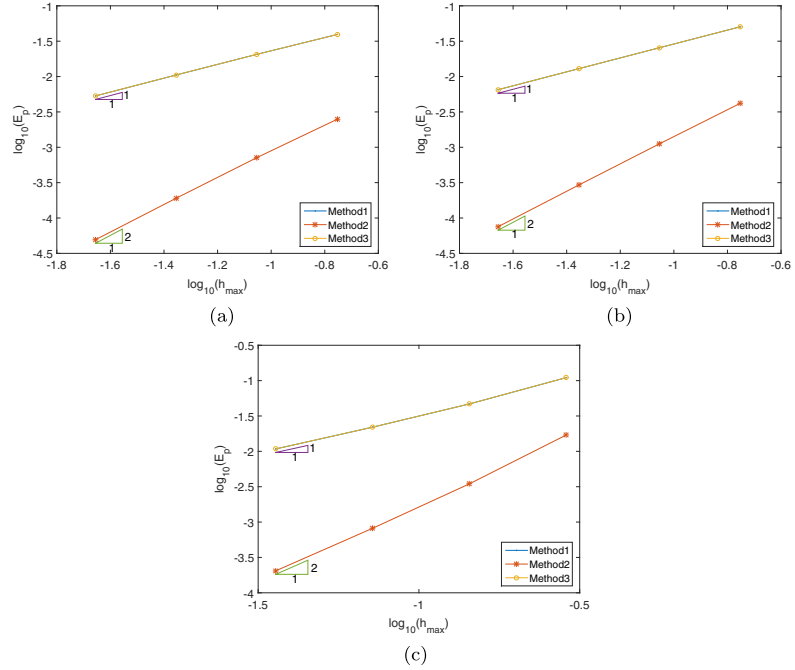 -1
-1.5
-2
-2.5
-3
-3.5
-4
-4.5
log10(Ep)
1
1
2
1
Method1
Method2
Method3
-1.8 -1.6 -1.4 -1.2 -1 -0.8 -0.6
log10(hmax)
(a)
-1
-1.5
-2
-2.5
-3
-3.5
-4
-4.5
log10(Ep)
1
1
2
1
Method1
Method2
Method3
-1.8 -1.6 -1.4 -1.2 -1 -0.8 -0.6
log10(hmax)
(b)
-0.5
-1
-1.5
-2
-2.5
-3
-3.5
-4
log10(Ep)
1
1
2
1
Method1
Method2
Method3
-1.5 -1 -0.5
log10(hmax)
(c)